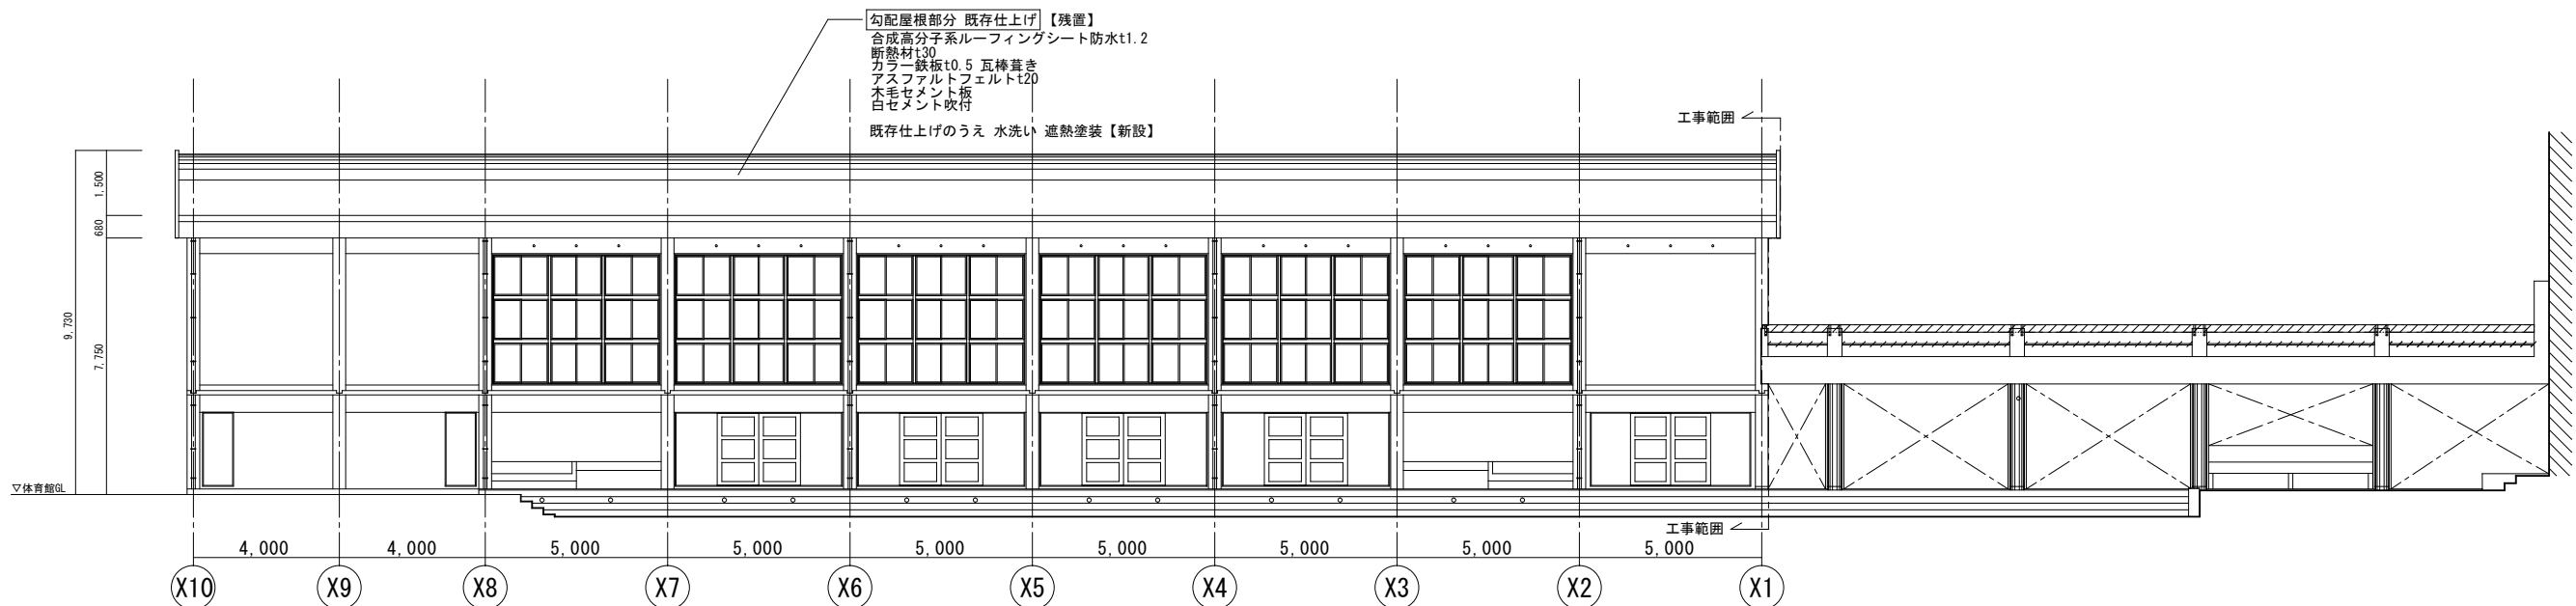 勾配屋根部分 既存仕上げ【残置】
合成高分子系ルーフィングシート防水t1.2
断熱材t30
カラー鉄板t0.5 瓦棒葺き
アスファルトフェルトt20
木毛セメント板
白セメント吹付
既存仕上げのうえ 水洗い 遮熱塗装【新設】
工事範囲
1,500
680
9,730
7,750
▽体育館GL
工事範囲
4,000 4,000 5,000 5,000 5,000 5,000 5,000 5,000 5,000
X10 X9 X8 X7 X6 X5 X4 X3 X2 X1